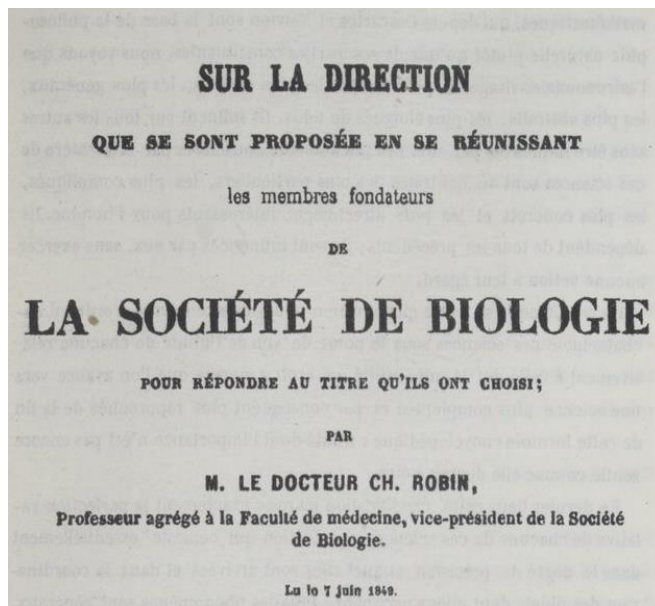 SUR LA DIRECTION
QUE SE SONT PROPOSÉE EN SE RÉUNISSANT
les membres fondateurs
DE
LA SOCIÉTÉ DE BIOLOGIE
POUR RÉPONDRE AU TITRE QU'ILS ONT CHOISI;
PAR
M. LE DOCTEUR CH. ROBIN,
Professeur agrégé à la Faculté de médecine, vice-président de la Société
de Biologie.
Lu le 7 juin 1849.